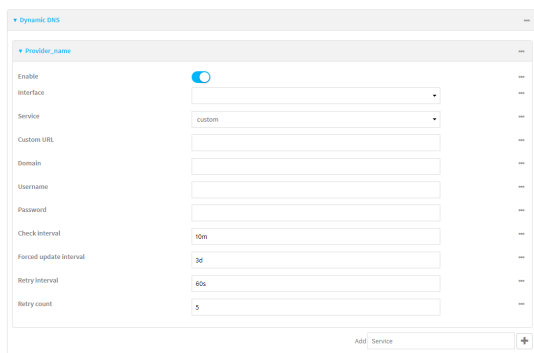 Dynamic DNS
Provider_name
Enable
Interface
Service custom
Custom URL
Domain
Username
Password
Check interval 10m
Forced update interval 3d
Retry interval 60s
Retry count 5
Add Service